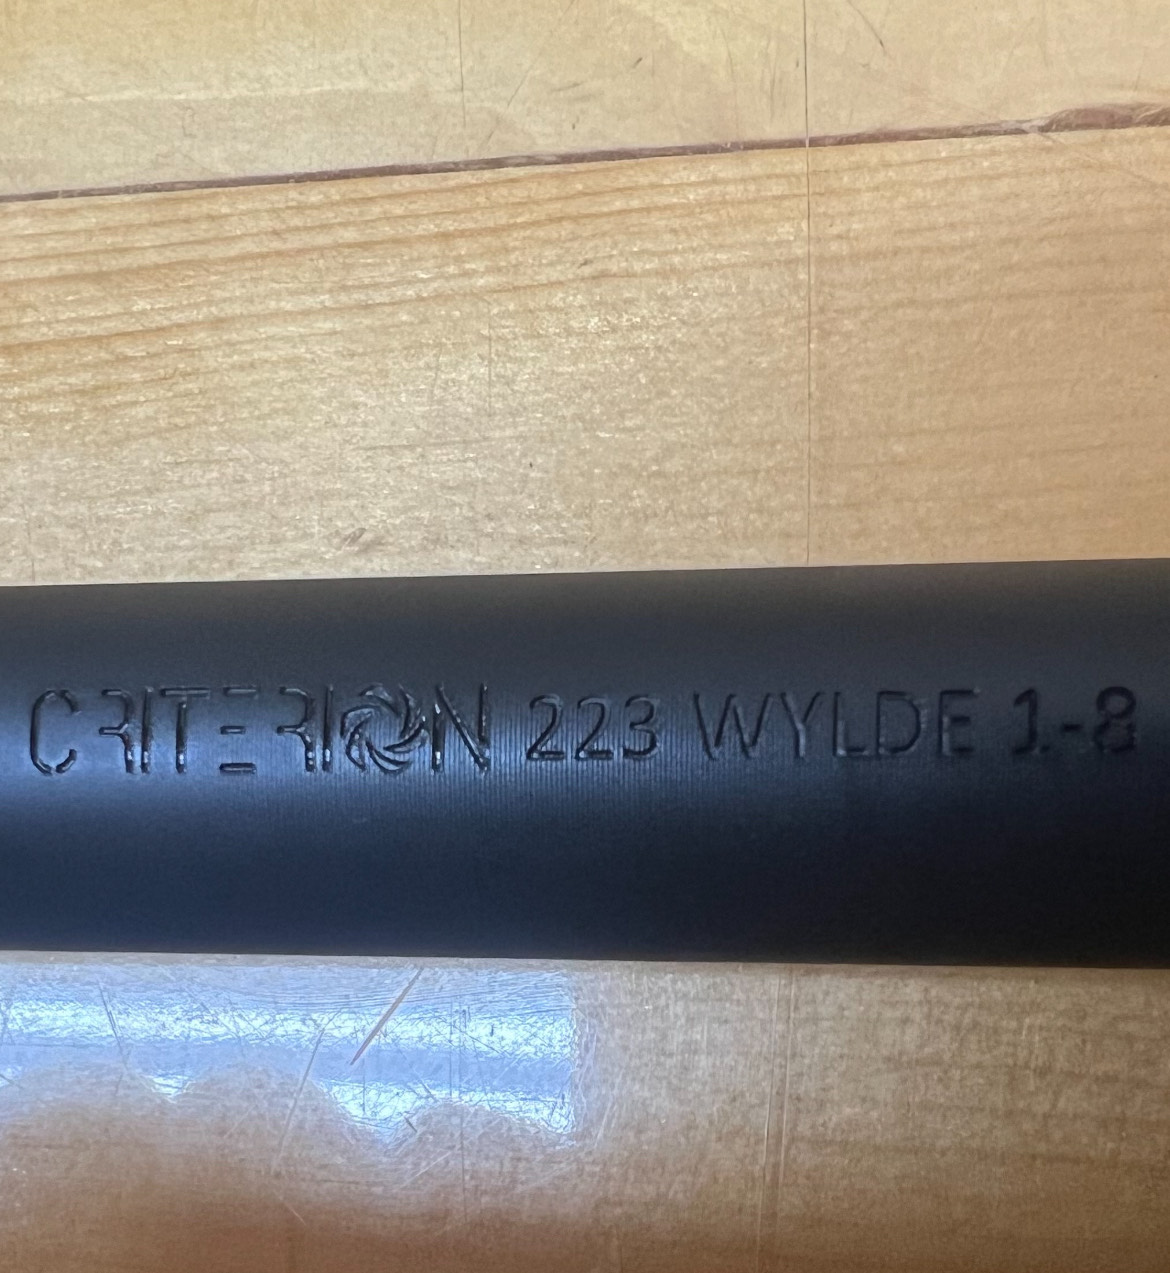 CRITERION 223 WYLDE 1-8